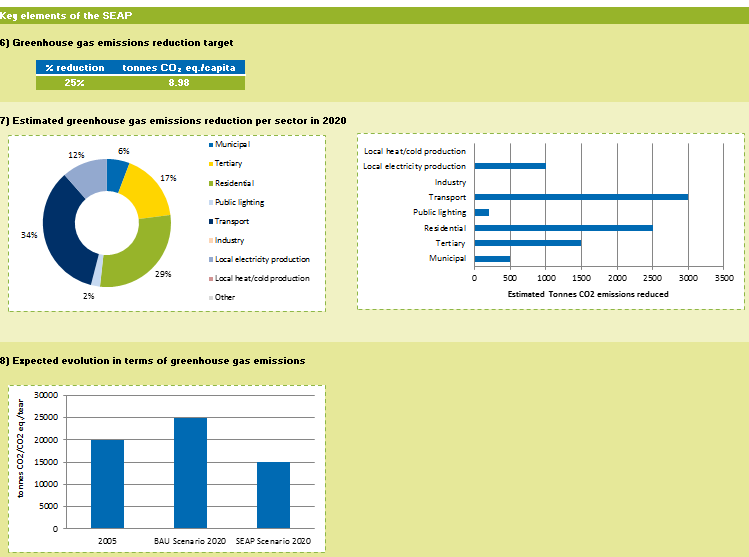 Key elements of the SEAP
6) Greenhouse gas emissions reduction target
% reduction tonnes CO₂ eq./capita
25% 8.98
7) Estimated greenhouse gas emissions reduction per sector in 2020
12%
6%
17%
34%
29%
2%
Municipal
Tertiary
Residential
Public lighting
Transport
Industry
Local electricity production
Local heat/cold production
Other
Local heat/cold production
Local electricity production
Industry
Transport
Public lighting
Residential
Tertiary
Municipal
0 500 1000 1500 2000 2500 3000 3500
Estimated Tonnes CO2 emissions reduced
8) Expected evolution in terms of greenhouse gas emissions
tonnes CO2/CO2 eq./tear
30000
25000
20000
15000
10000
5000
0
2005 BAU Scenario 2020 SEAP Scenario 2020